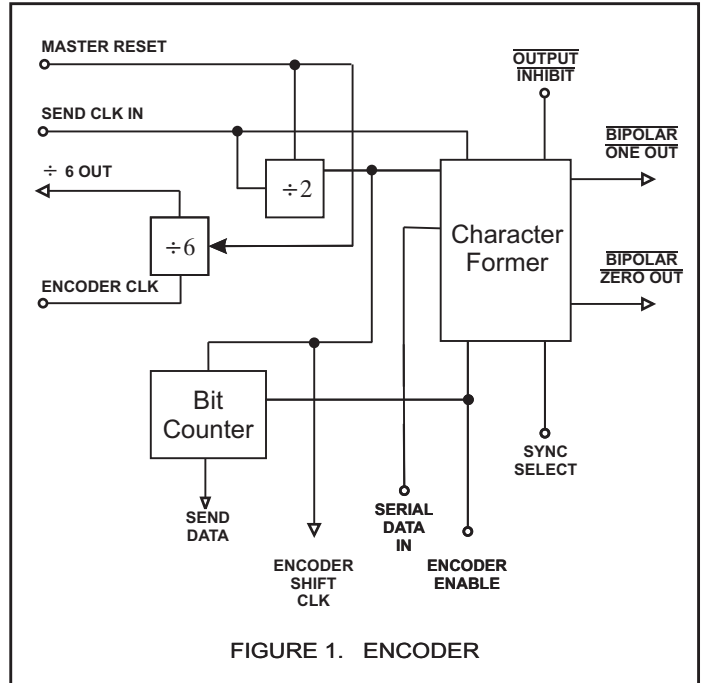 MASTER RESET
OUTPUT
INHIBIT
SEND CLK IN
BIPOLAR
ONE OUT
÷ 6 OUT
÷2
Character
Former
÷6
BIPOLAR
ZERO OUT
ENCODER CLK
Bit
Counter
SYNC
SELECT
SEND
DATA
SERIAL
DATA
IN
ENCODER
SHIFT
CLK
ENCODER
ENABLE
FIGURE 1. ENCODER